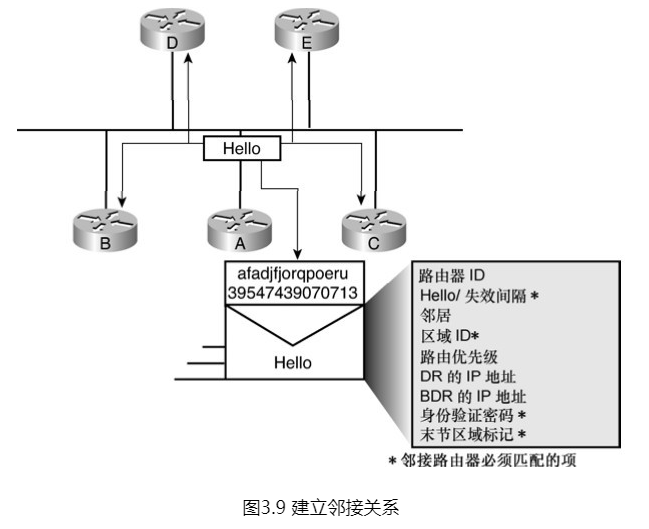 D
E
Hello
B
A
C
afadjfjorqpoeru
39547439070713
Hello
路由器 ID
Hello/ 失效间隔 *
邻居
区域 ID*
路由优先级
DR 的 IP 地址
BDR 的 IP 地址
身份验证密码 *
末节区域标记 *
* 邻接路由器必须匹配的项
图3.9 建立邻接关系